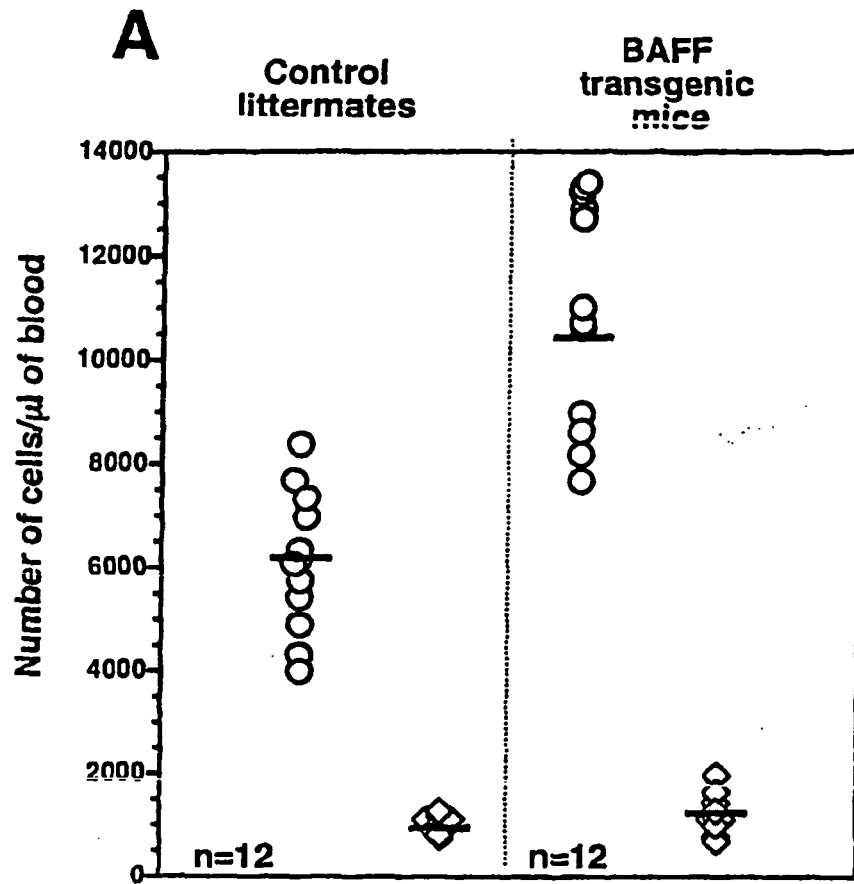 A
Control
littermates
BAFF
transgenic
mice
Number of cells/μl of blood
14000
12000
10000
8000
6000
4000
2000
0
n=12
n=12